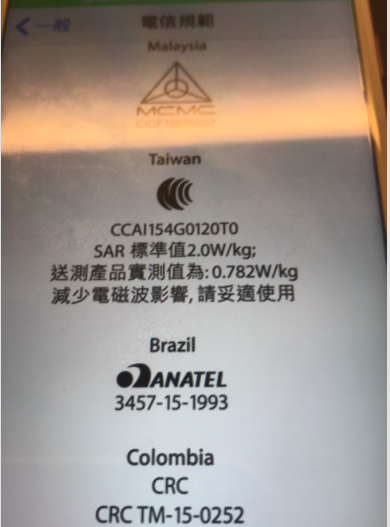 一般
電信規範
Malaysia
MCMC
Taiwan
CCAI154G0120T0
SAR 標準值2.0W/kg;
送測產品實測值為: 0.782W/kg
減少電磁波影響, 請妥適使用
Brazil
ANATEL
3457-15-1993
Colombia
CRC
CRC TM-15-0252